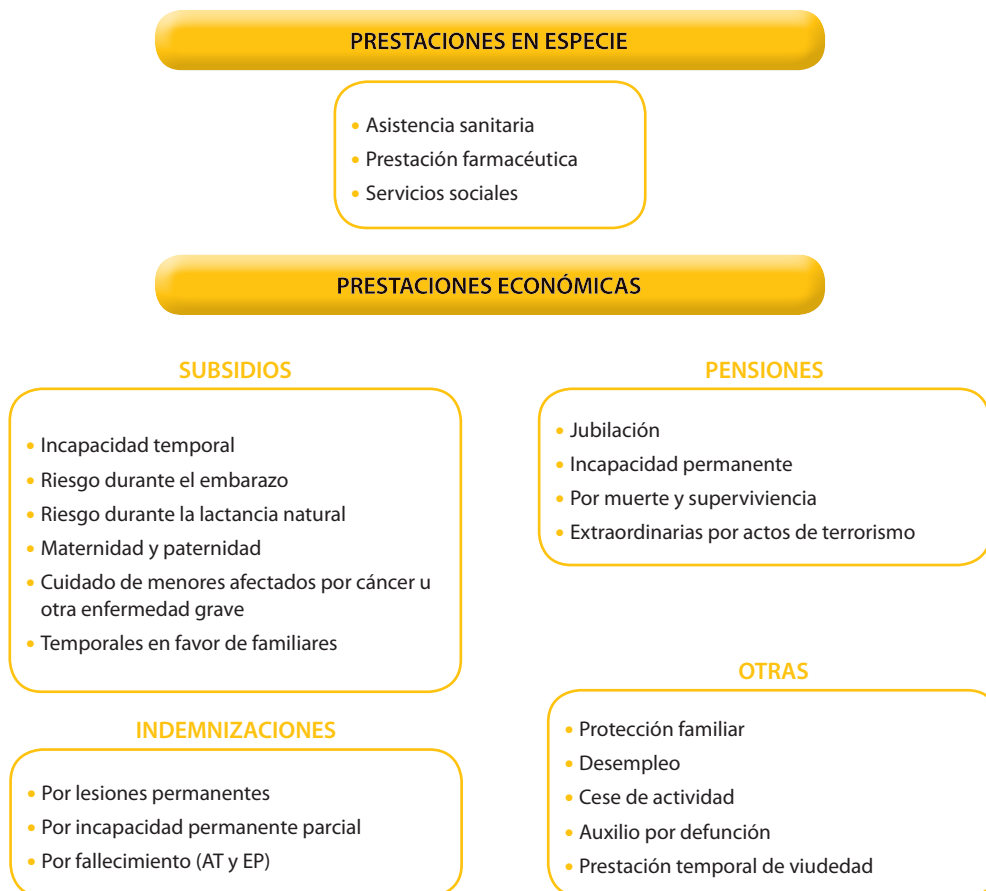 PRESTACIONES EN ESPECIE
• Asistencia sanitaria
• Prestación farmacéutica
• Servicios sociales
PRESTACIONES ECONÓMICAS
SUBSIDIOS
• Incapacidad temporal
• Riesgo durante el embarazo
• Riesgo durante la lactancia natural
• Maternidad y paternidad
• Cuidado de menores afectados por cáncer u
otra enfermedad grave
• Temporales en favor de familiares
PENSIONES
• Jubilación
• Incapacidad permanente
• Por muerte y superviviencia
• Extraordinarias por actos de terrorismo
INDEMNIZACIONES
• Por lesiones permanentes
• Por incapacidad permanente parcial
• Por fallecimiento (AT y EP)
OTRAS
• Protección familiar
• Desempleo
• Cese de actividad
• Auxilio por defunción
• Prestación temporal de viudedad